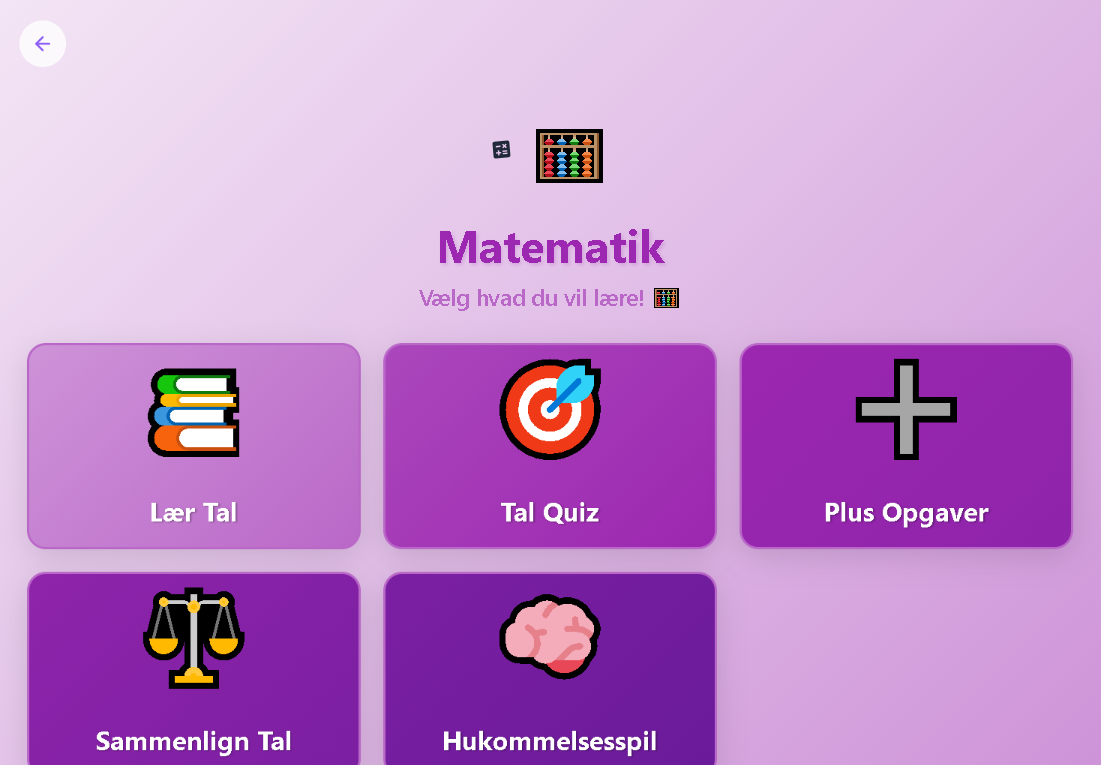 Matematik
Vælg hvad du vil lære! 🧮
Lær Tal
Tal Quiz
Plus Opgaver
Sammenlign Tal
Hukommelsesspil